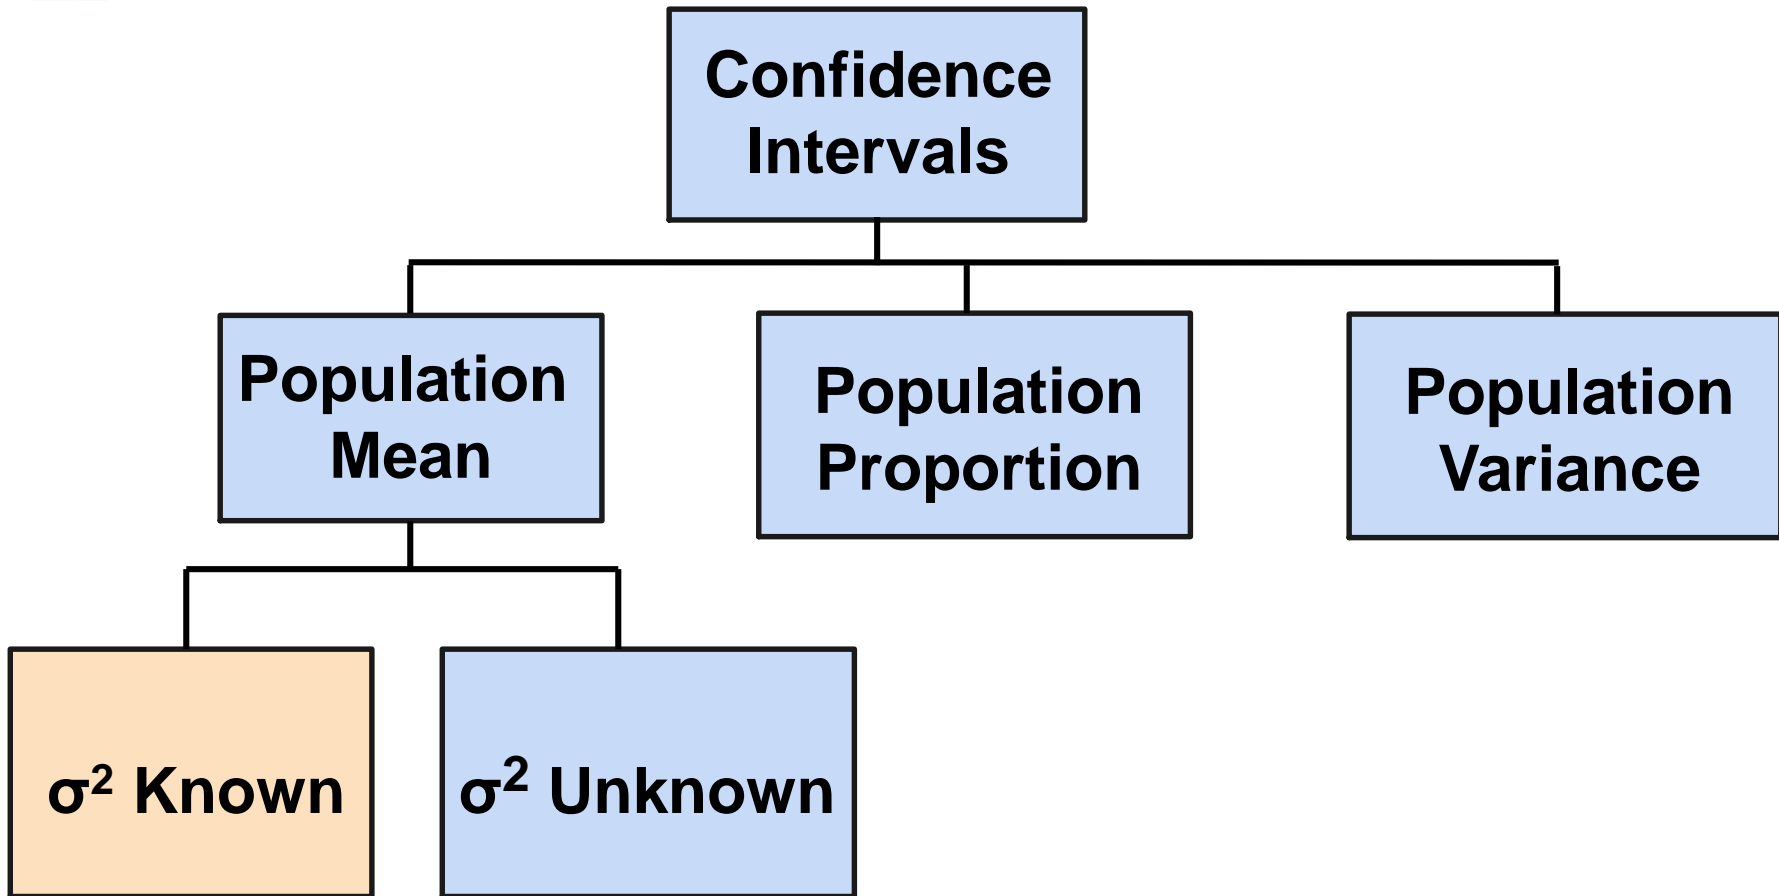 Confidence
Intervals
Population
Mean
Population
Proportion
Population
Variance
σ² Known
σ² Unknown